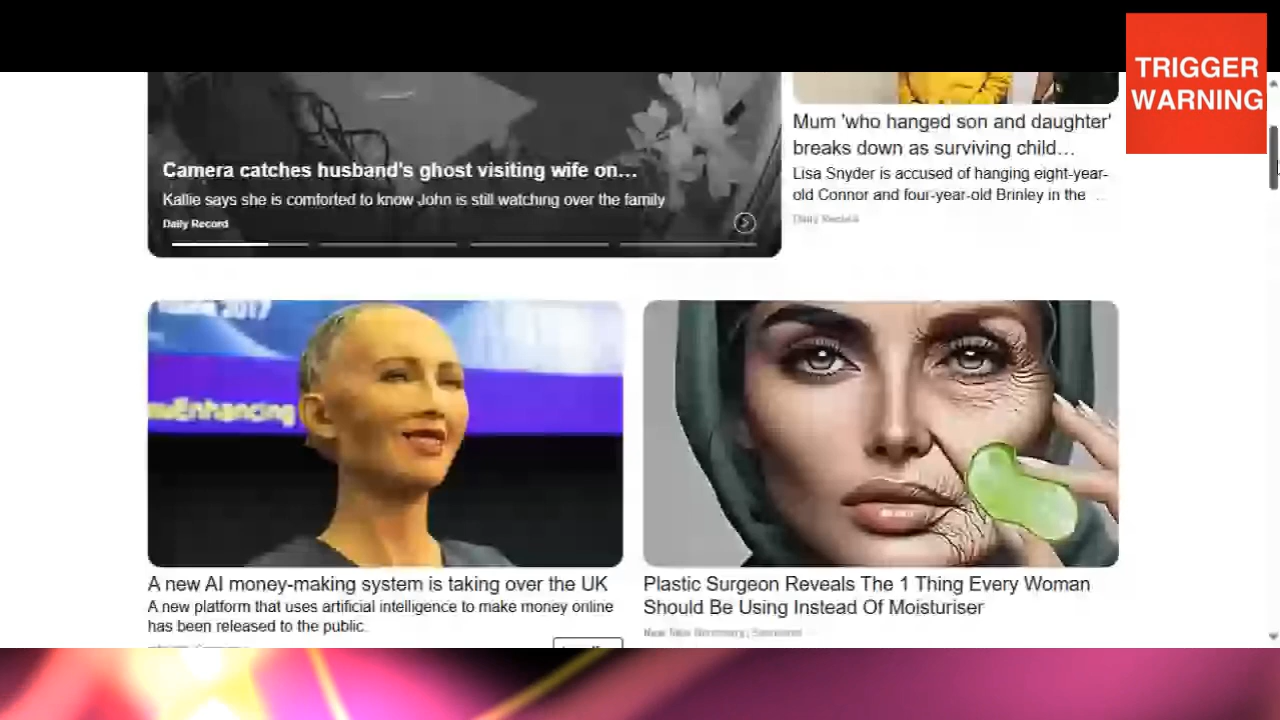 TRIGGER
WARNING
Mum 'who hanged son and daughter'
breaks down as surviving child...
Lisa Snyder is accused of hanging eight-year-
old Connor and four-year-old Brinley in the
Daily Record
Camera catches husband's ghost visiting wife on...
Kallie says she is comforted to know John is still watching over the family
Daily Record
2017
Enhancing
A new AI money-making system is taking over the UK
A new platform that uses artificial intelligence to make money online
has been released to the public.
Plastic Surgeon Reveals The 1 Thing Every Woman
Should Be Using Instead Of Moisturiser